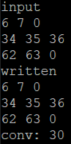 input
6 7 0
34 35 36
62 63 0
written
6 7 0
34 35 36
62 63 0
conv: 30